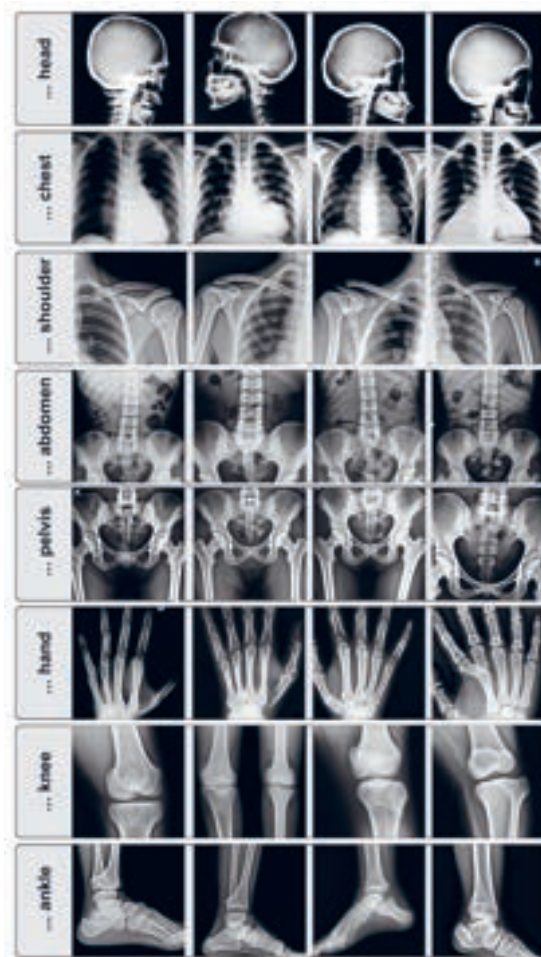 ... head
... chest
... shoulder
... abdomen
... pelvis
... hand
... knee
... ankle